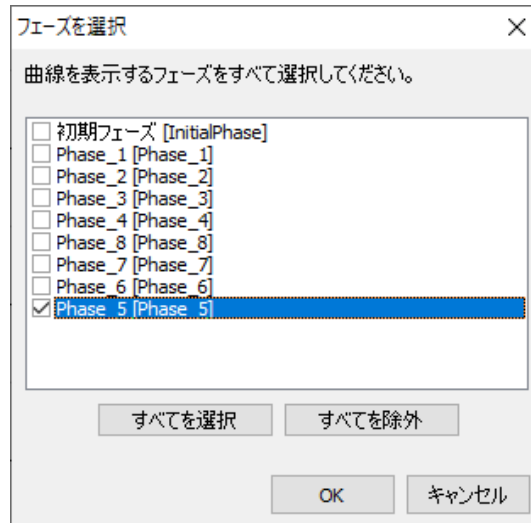 フェーズを選択
曲線を表示するフェーズをすべて選択してください。
初期フェーズ [InitialPhase]
Phase_1 [Phase_1]
Phase_2 [Phase_2]
Phase_3 [Phase_3]
Phase_4 [Phase_4]
Phase_8 [Phase_8]
Phase_7 [Phase_7]
Phase_6 [Phase_6]
Phase_5 [Phase_5]
すべてを選択 すべてを除外
OK キャンセル